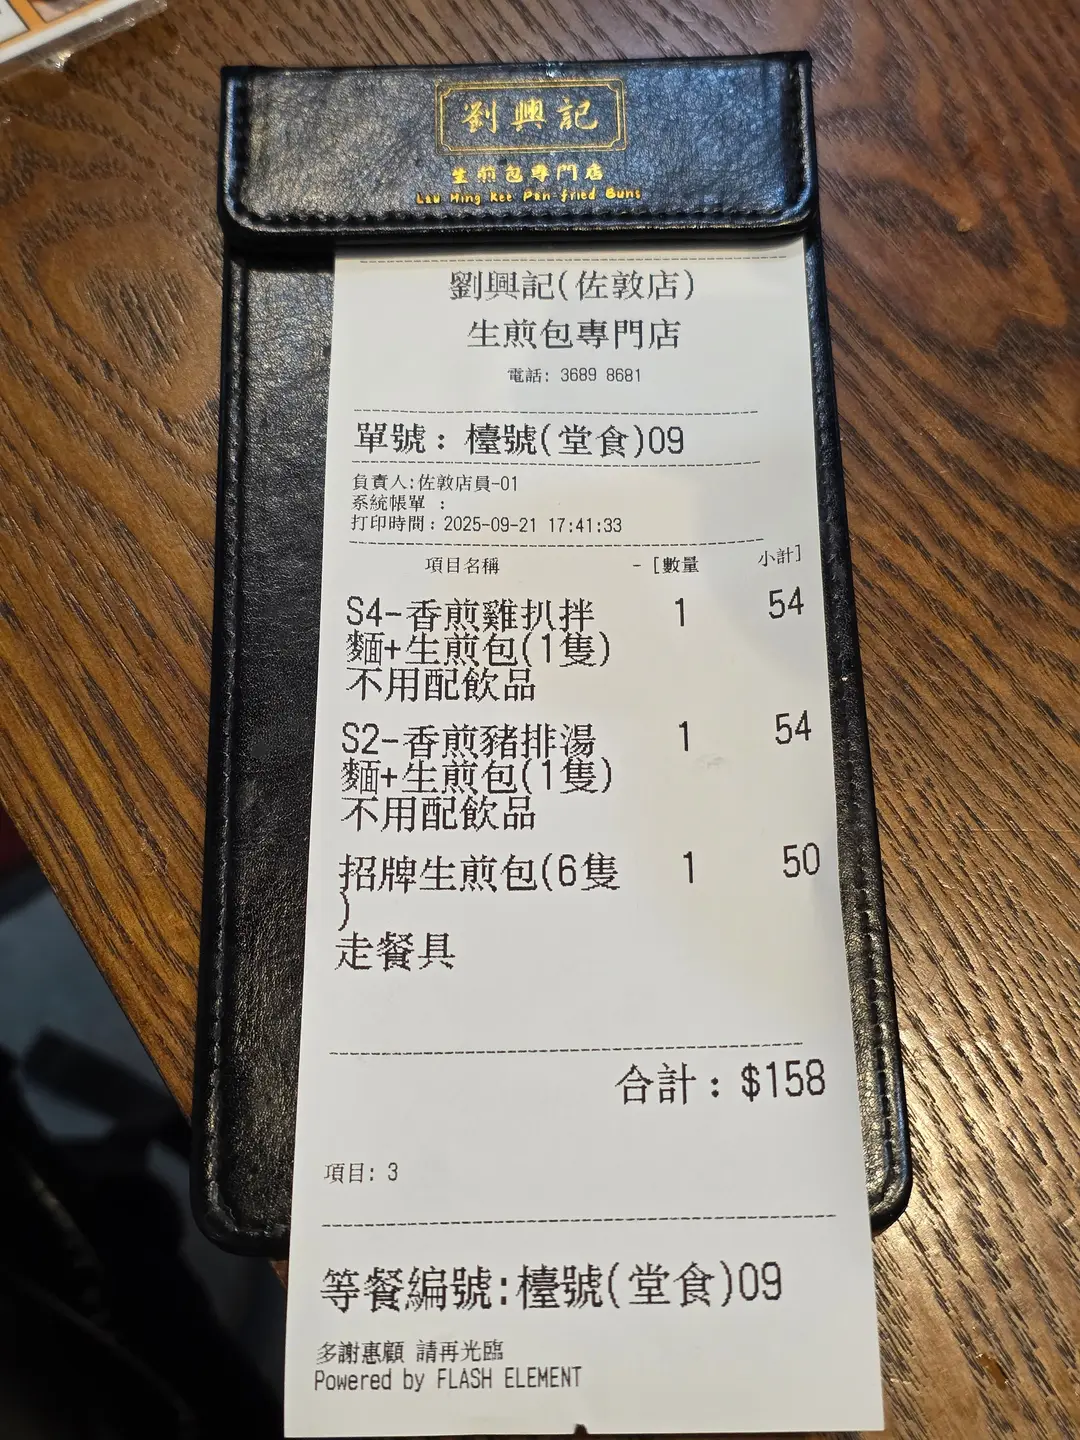 劉興記
生煎包專門店
Lau Hing Kee Pan-fried Buns
劉興記(佐敦店)
生煎包專門店
電話: 3689 8681
單號: 檯號(堂食)09
負責人:佐敦店員-01
系統帳單 :
打印時間:2025-09-21 17:41:33
項目名稱 - [數量 小計]
S4-香煎雞扒拌 1 54
麵+生煎包(1隻)
不用配飲品
S2-香煎豬排湯 1 54
麵+生煎包(1隻)
不用配飲品
招牌生煎包(6隻 1 50
)
走餐具
合計: $158
項目: 3
等餐編號:檯號(堂食)09
多謝惠顧 請再光臨
Powered by FLASH ELEMENT